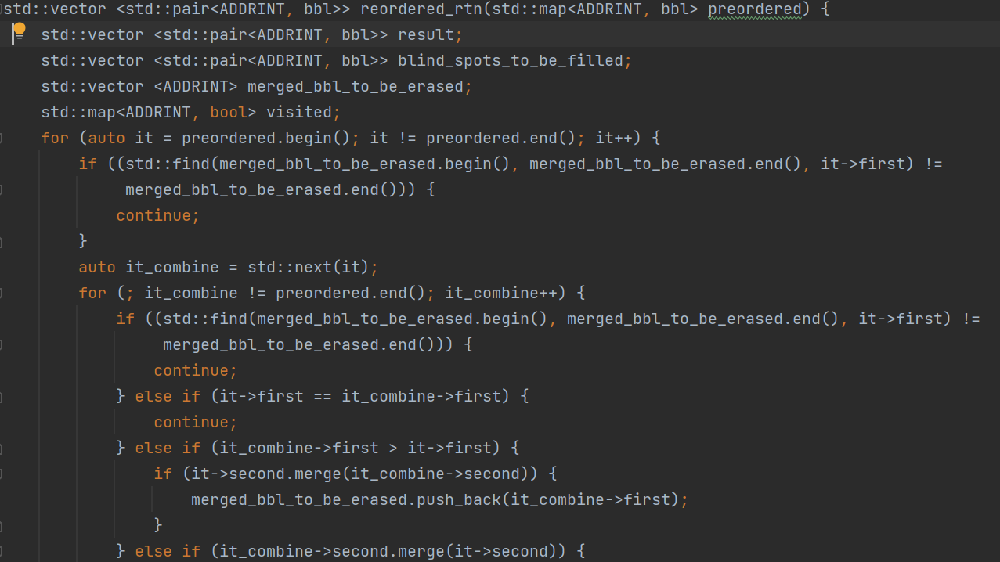 std::vector <std::pair<ADDRINT, bbl>> reordered_rtn(std::map<ADDRINT, bbl> preordered) {
    std::vector <std::pair<ADDRINT, bbl>> result;
    std::vector <std::pair<ADDRINT, bbl>> blind_spots_to_be_filled;
    std::vector <ADDRINT> merged_bbl_to_be_erased;
    std::map<ADDRINT, bool> visited;
    for (auto it = preordered.begin(); it != preordered.end(); it++) {
        if ((std::find(merged_bbl_to_be_erased.begin(), merged_bbl_to_be_erased.end(), it->first) !=
             merged_bbl_to_be_erased.end())) {
            continue;
        }
        auto it_combine = std::next(it);
        for (; it_combine != preordered.end(); it_combine++) {
            if ((std::find(merged_bbl_to_be_erased.begin(), merged_bbl_to_be_erased.end(), it->first) !=
                 merged_bbl_to_be_erased.end())) {
                continue;
            } else if (it->first == it_combine->first) {
                continue;
            } else if (it_combine->first > it->first) {
                if (it->second.merge(it_combine->second)) {
                    merged_bbl_to_be_erased.push_back(it_combine->first);
                }
            } else if (it_combine->second.merge(it->second)) {